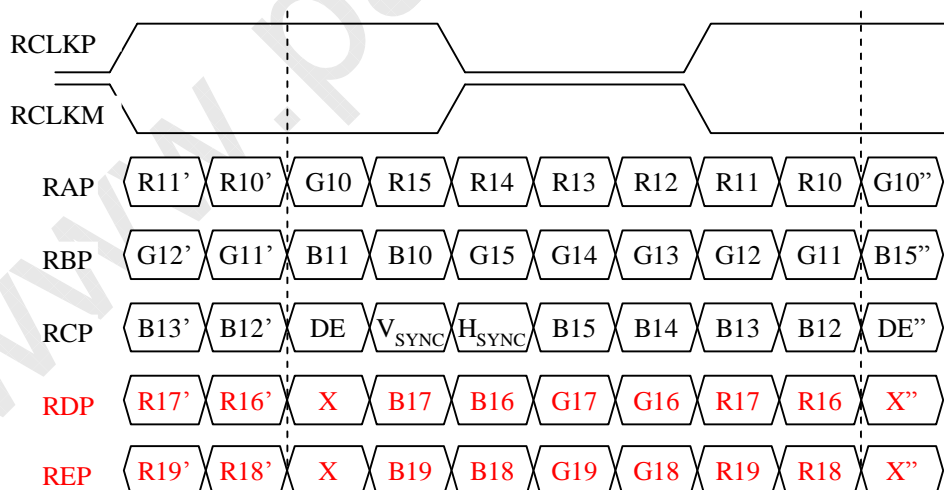 www.pa
RCLKP
RCLKM
RAP R11’ R10’ G10 R15 R14 R13 R12 R11 R10 G10”
RBP G12’ G11’ B11 B10 G15 G14 G13 G12 G11 B15”
RCP B13’ B12’ DE VSYNC HSYNC B15 B14 B13 B12 DE”
RDP R17’ R16’ X B17 B16 G17 G16 R17 R16 X”
REP R19’ R18’ X B19 B18 G19 G18 R19 R18 X”